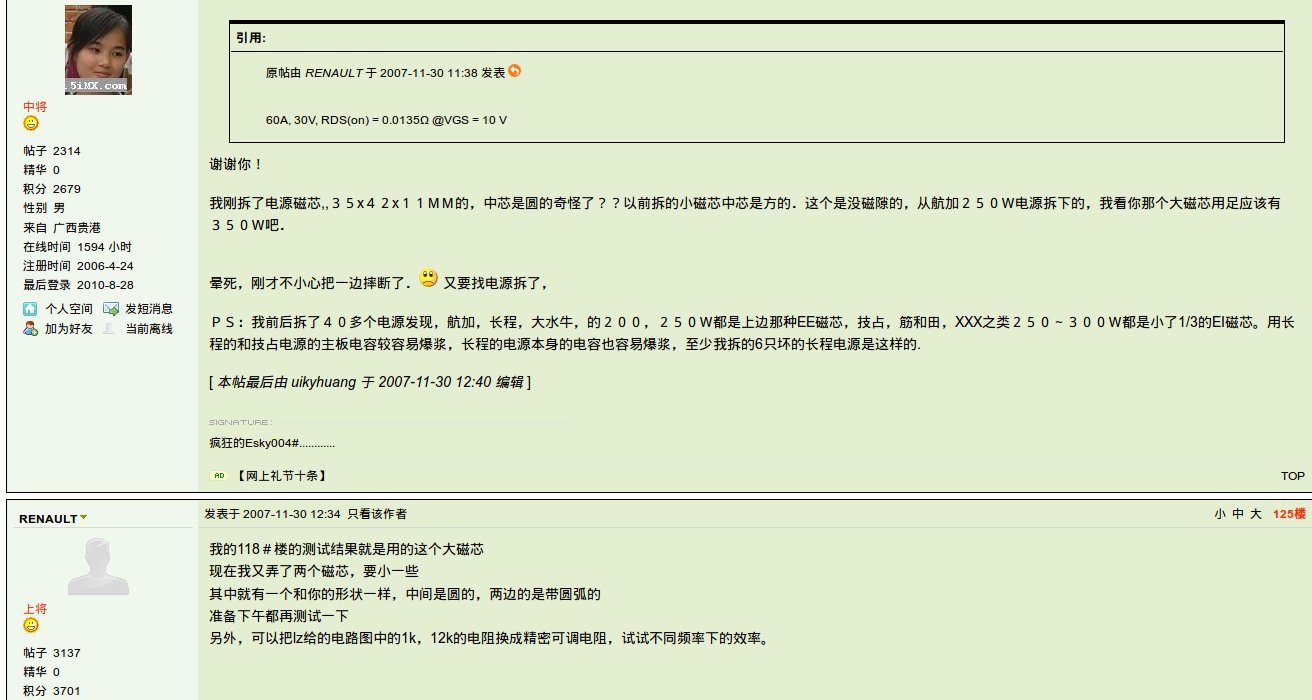 引用:
原帖由 RENAULT 于 2007-11-30 11:38 发表
60A, 30V, RDS(on) = 0.0135Ω @VGS = 10 V
5iMX.com
中将
帖子 2314
精华 0
积分 2679
性别 男
来自 广西贵港
在线时间 1594 小时
注册时间 2006-4-24
最后登录 2010-8-28
个人空间 发短消息
加为好友 当前离线
谢谢你！
我刚拆了电源磁芯,,３５x４２x１１ＭＭ的，中芯是圆的奇怪了？？以前拆的小磁芯中芯是方的．这个是没磁隙的，从航加２５０Ｗ电源拆下的，我看你那个大磁芯用足应该有
３５０Ｗ吧．
晕死，刚才不小心把一边摔断了．又要找电源拆了，
ＰＳ：我前后拆了４０多个电源发现，航加，长程，大水牛，的２００，２５０Ｗ都是上边那种EE磁芯，技占，筋和田，XXX之类２５０～３００Ｗ都是小了1/3的EI磁芯。用长
程的和技占电源的主板电容较容易爆浆，长程的电源本身的电容也容易爆浆，至少我拆的6只坏的长程电源是这样的.
[ 本帖最后由 uikyhuang 于 2007-11-30 12:40 编辑 ]
SIGNATURE:
疯狂的Esky004#............
AD 【网上礼节十条】
TOP
RENAULT
发表于 2007-11-30 12:34 只看该作者
小 中 大 125楼
上将
帖子 3137
精华 0
积分 3701
我的118＃楼的测试结果就是用的这个大磁芯
现在我又弄了两个磁芯，要小一些
其中就有一个和你的形状一样，中间是圆的，两边的是带圆弧的
准备下午都再测试一下
另外，可以把lz给的电路图中的1k，12k的电阻换成精密可调电阻，试试不同频率下的效率。